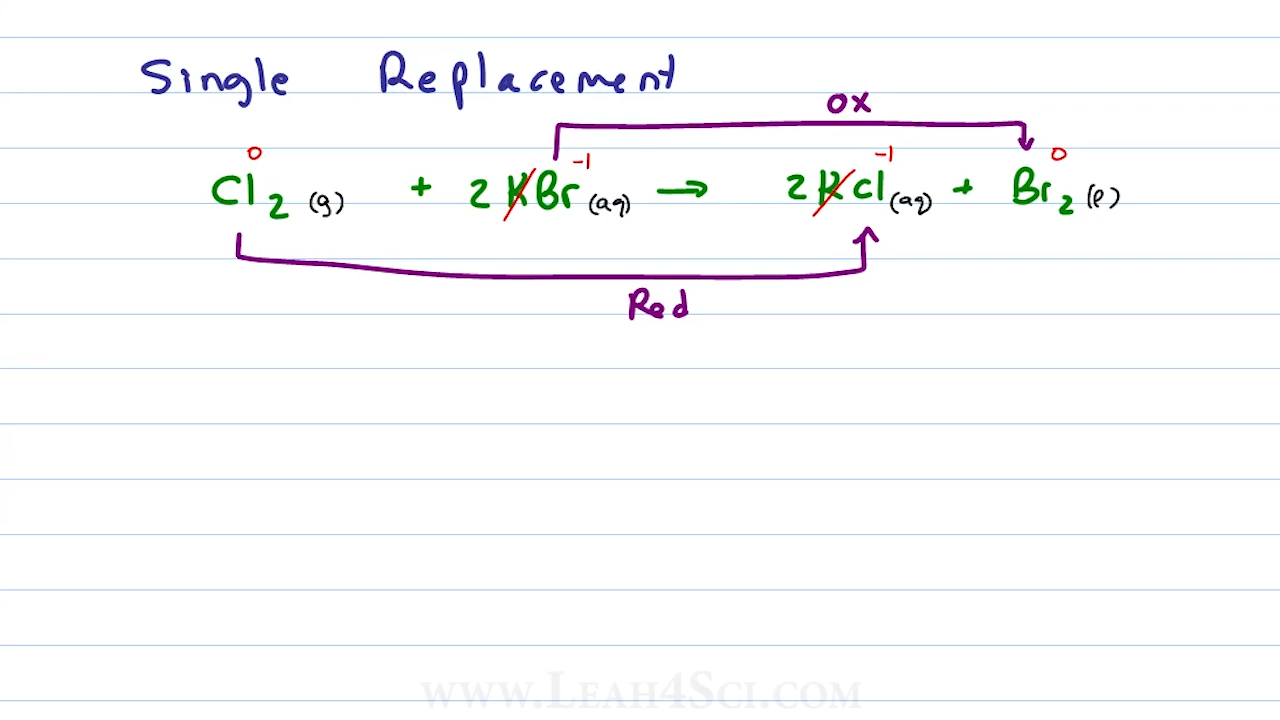 Single Replacement
OX
0 -1 -1 0
Cl2 (g) + 2 KBr (aq) → 2 KCl (aq) + Br2 (l)
Red
www.Leah4Sci.com